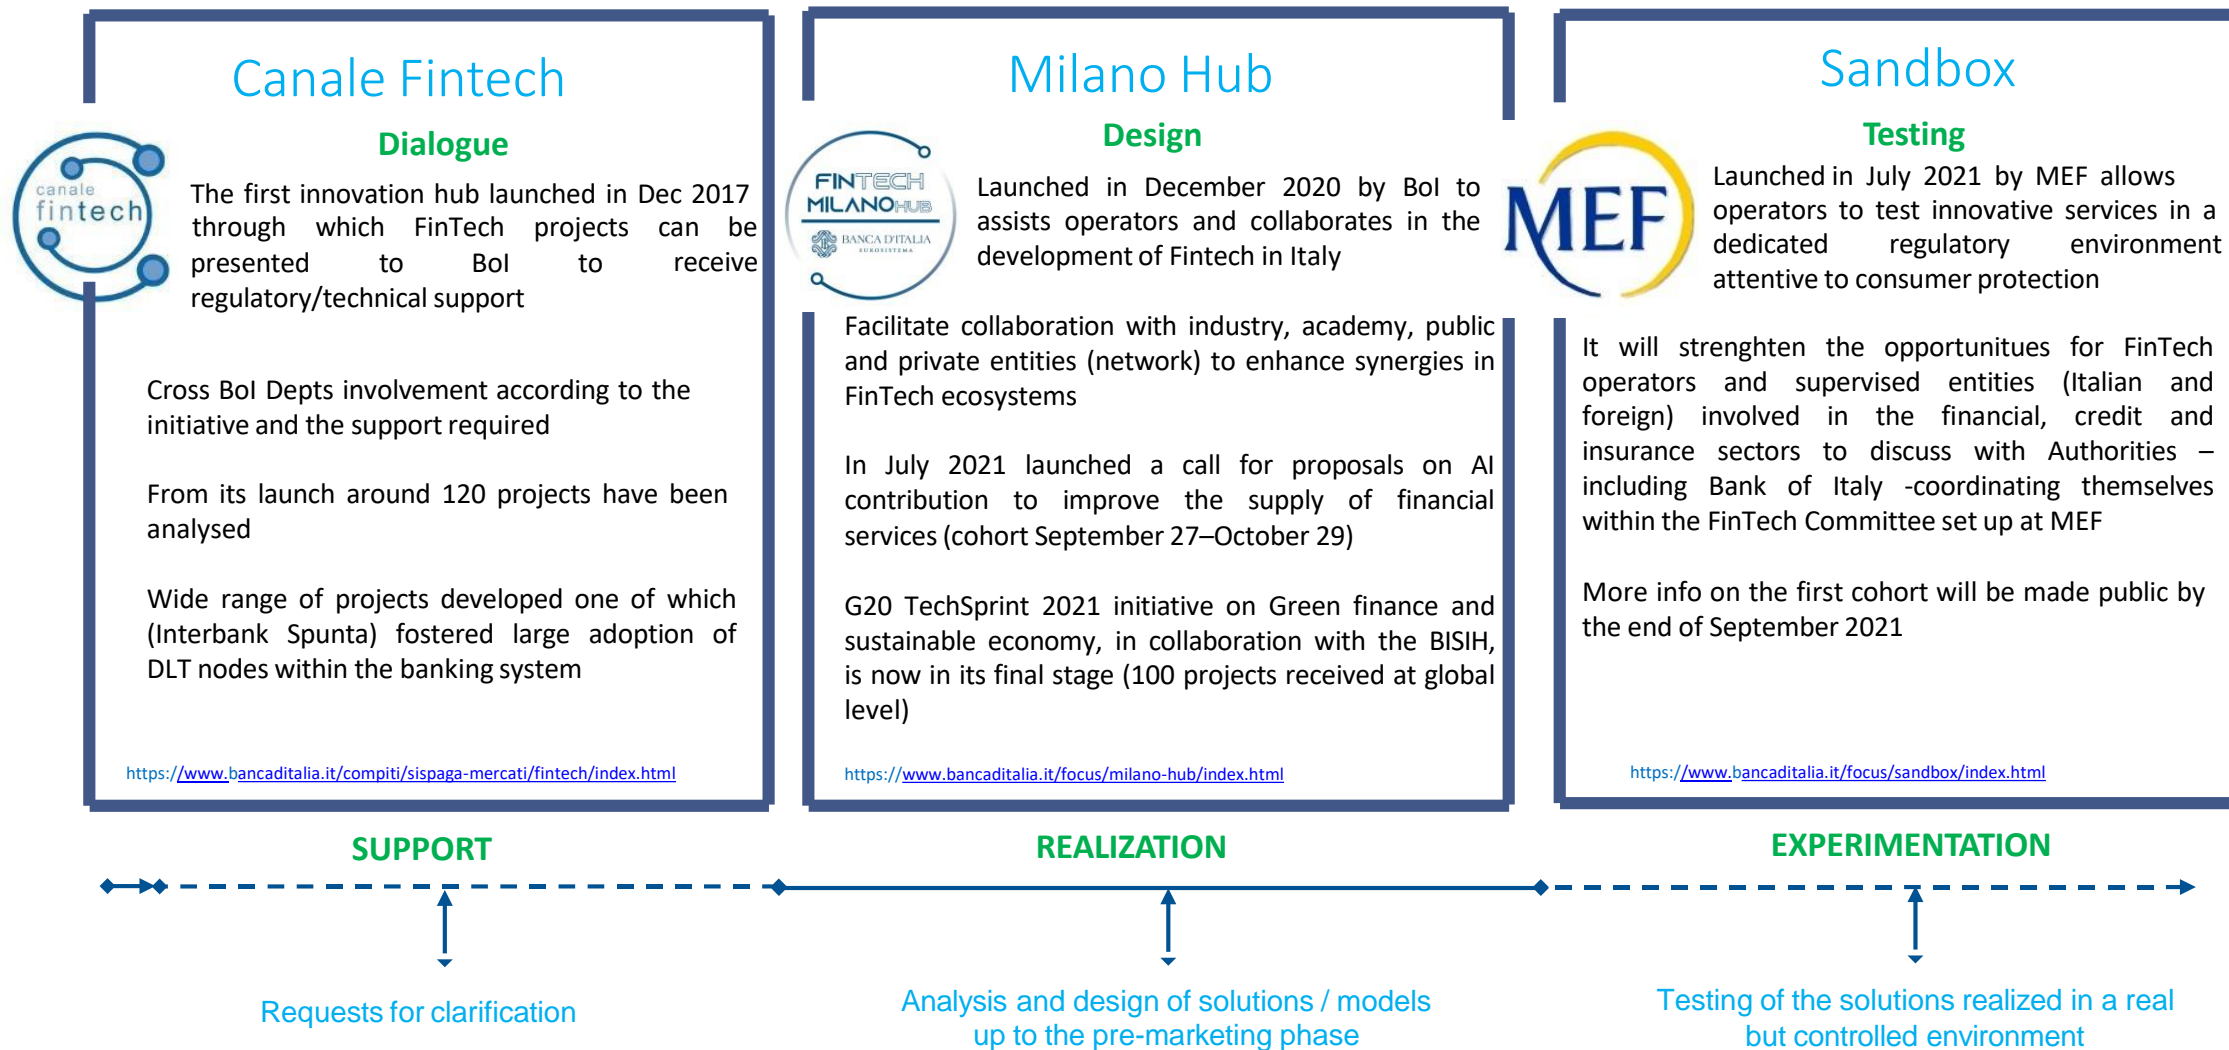 Canale Fintech
Dialogue
canale
fintech
The first innovation hub launched in Dec 2017
through which FinTech projects can be
presented to BoI to receive
regulatory/technical support
Cross BoI Depts involvement according to the
initiative and the support required
From its launch around 120 projects have been
analysed
Wide range of projects developed one of which
(Interbank Spunta) fostered large adoption of
DLT nodes within the banking system
https://www.bancaditalia.it/compiti/sispaga-mercati/fintech/index.html
Milano Hub
Design
FINTECH
MILANOHUB
BANCA D'ITALIA
EUROSISTEMA
Launched in December 2020 by BoI to
assists operators and collaborates in the
development of Fintech in Italy
Facilitate collaboration with industry, academy, public
and private entities (network) to enhance synergies in
FinTech ecosystems
In July 2021 launched a call for proposals on AI
contribution to improve the supply of financial
services (cohort September 27–October 29)
G20 TechSprint 2021 initiative on Green finance and
sustainable economy, in collaboration with the BISIH,
is now in its final stage (100 projects received at global
level)
https://www.bancaditalia.it/focus/milano-hub/index.html
Sandbox
Testing
MEF
Launched in July 2021 by MEF allows
operators to test innovative services in a
dedicated regulatory environment
attentive to consumer protection
It will strenghten the opportunitues for FinTech
operators and supervised entities (Italian and
foreign) involved in the financial, credit and
insurance sectors to discuss with Authorities –
including Bank of Italy -coordinating themselves
within the FinTech Committee set up at MEF
More info on the first cohort will be made public by
the end of September 2021
https://www.bancaditalia.it/focus/sandbox/index.html
SUPPORT
REALIZATION
EXPERIMENTATION
Requests for clarification
Analysis and design of solutions / models
up to the pre-marketing phase
Testing of the solutions realized in a real
but controlled environment